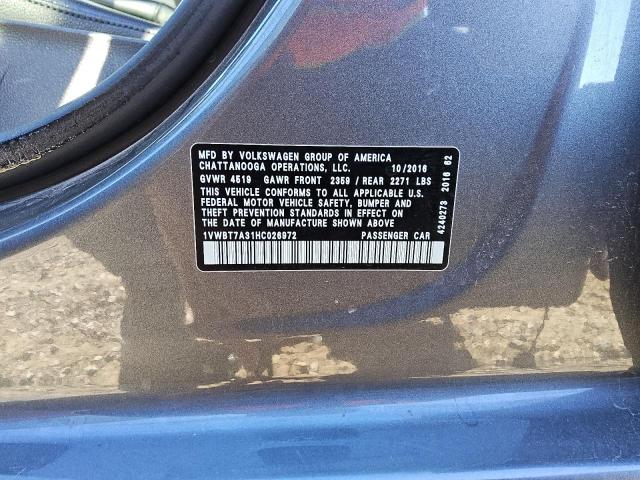 MFD BY VOLKSWAGEN GROUP OF AMERICA
CHATTANOOGA OPERATIONS, LLC. 10/2016
GVWR 4519 GAWR FRONT 2359 / REAR 2271 LBS
THIS VEHICLE CONFORMS TO ALL APPLICABLE U.S.
FEDERAL MOTOR VEHICLE SAFETY, BUMPER AND
THEFT PREVENTION STANDARDS IN EFFECT ON
THE DATE OF MANUFACTURE SHOWN ABOVE
1VWBT7A31HC026972 PASSENGER CAR
4240273 2016 62